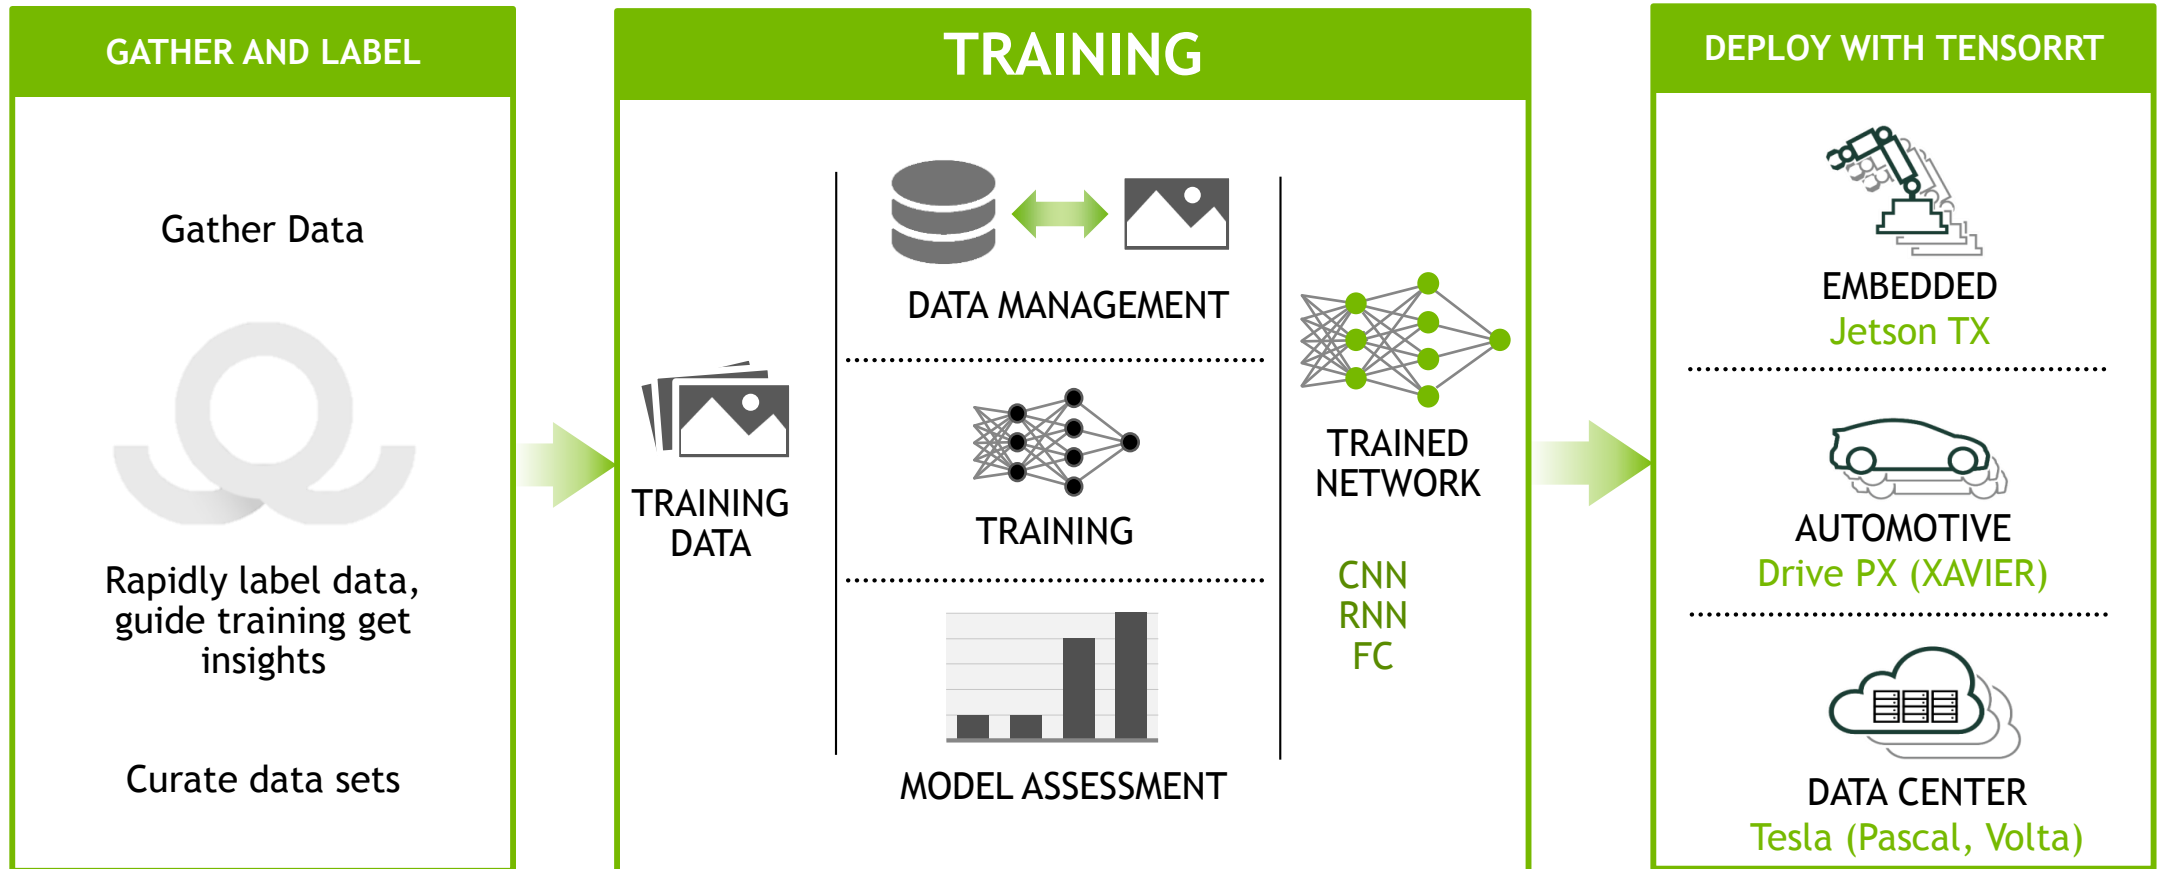 GATHER AND LABEL
Gather Data
Rapidly label data,
guide training get
insights
Curate data sets
TRAINING
TRAINING
DATA
DATA MANAGEMENT
TRAINING
MODEL ASSESSMENT
TRAINED
NETWORK
CNN
RNN
FC
DEPLOY WITH TENSORRT
EMBEDDED
Jetson TX
AUTOMOTIVE
Drive PX (XAVIER)
DATA CENTER
Tesla (Pascal, Volta)